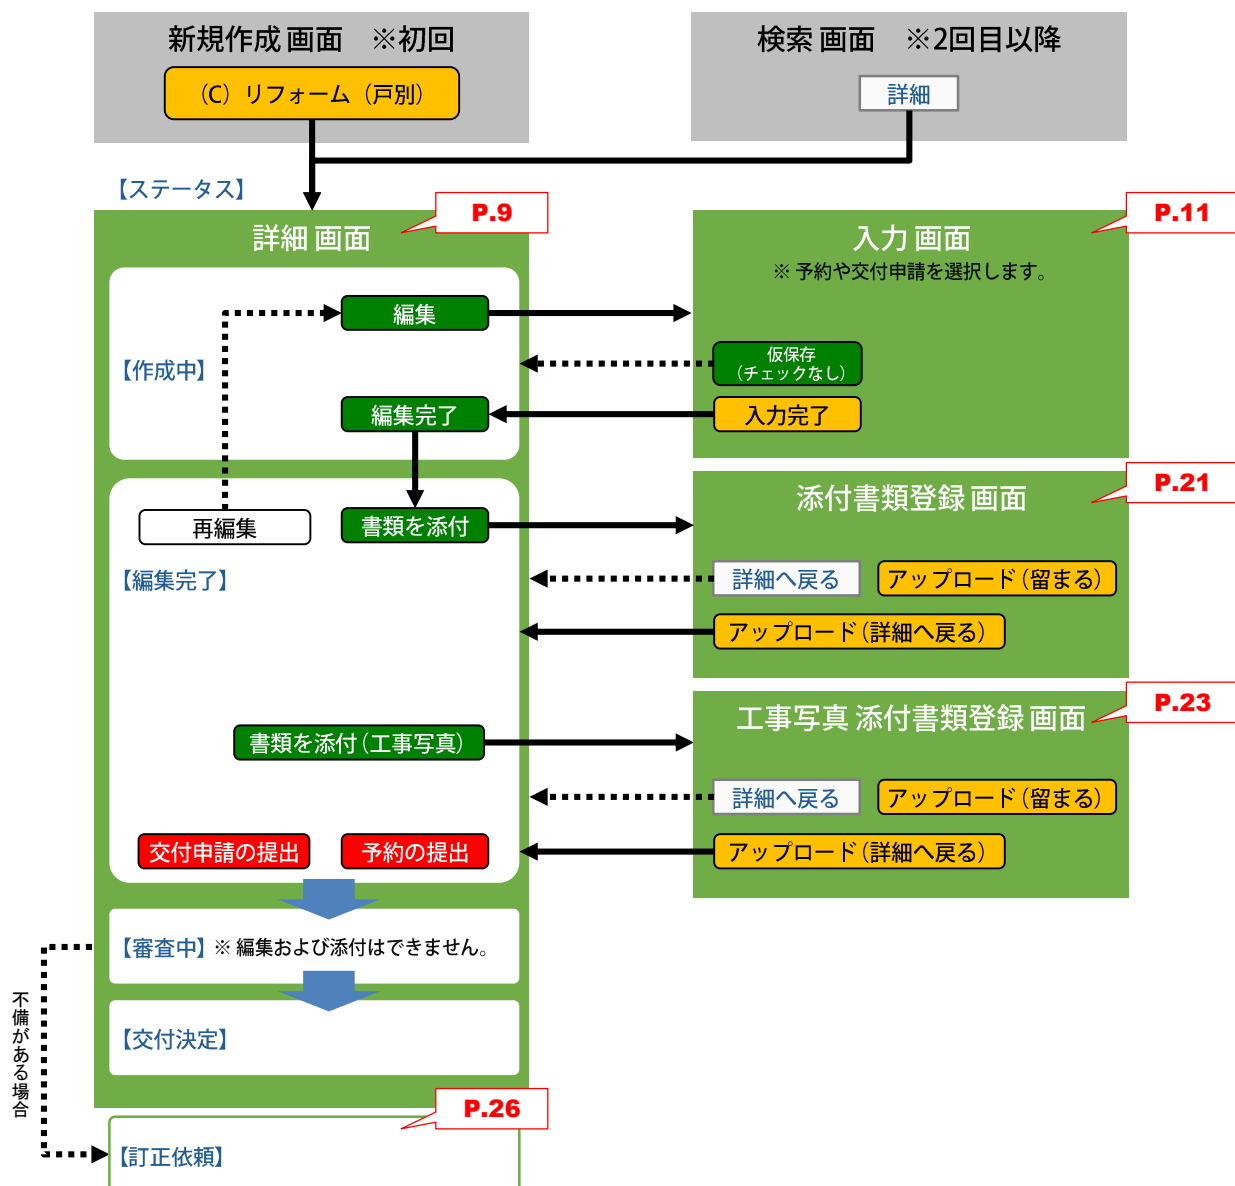 新規作成 画面　※初回
（C）リフォーム（戸別）
検索 画面　※2回目以降
詳細
【ステータス】
P.9
詳細 画面
【作成中】
編集
編集完了
P.11
入力 画面
※ 予約や交付申請を選択します。
仮保存
（チェックなし）
入力完了
再編集
書類を添付
【編集完了】
P.21
添付書類登録 画面
詳細へ戻る
アップロード（留まる）
アップロード（詳細へ戻る）
書類を添付（工事写真）
P.23
工事写真 添付書類登録 画面
詳細へ戻る
アップロード（留まる）
アップロード（詳細へ戻る）
交付申請の提出
予約の提出
【審査中】※ 編集および添付はできません。
【交付決定】
不備がある場合
P.26
【訂正依頼】